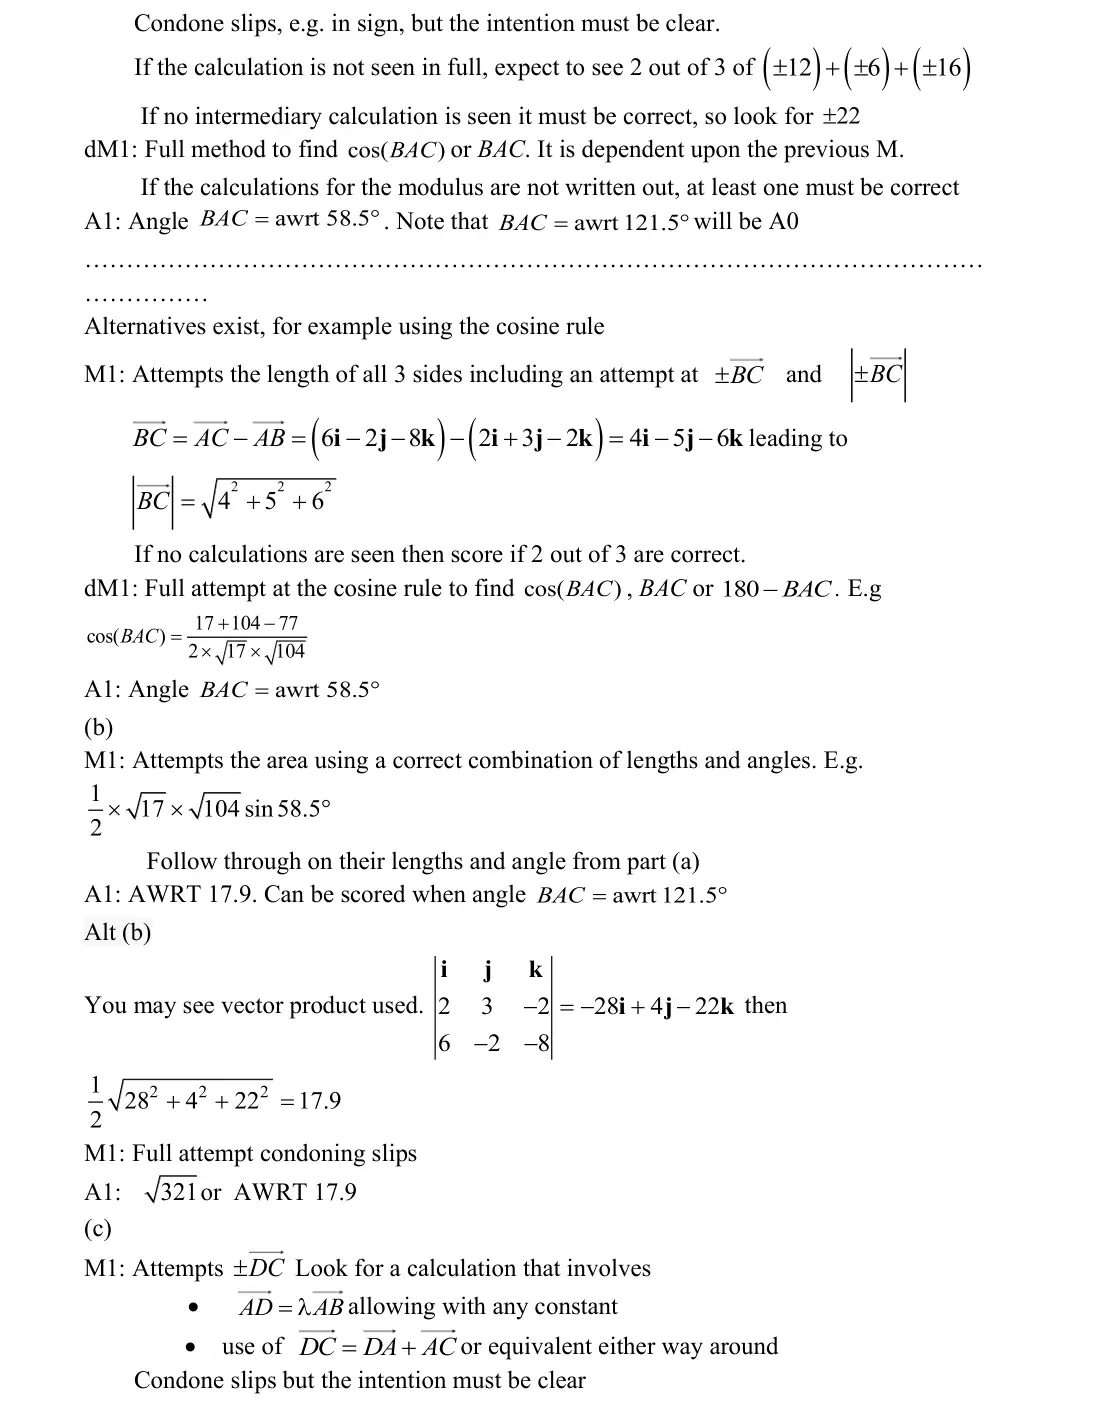 Condone slips, e.g. in sign, but the intention must be clear.
If the calculation is not seen in full, expect to see 2 out of 3 of (±12)+(±6)+(±16)
If no intermediary calculation is seen it must be correct, so look for ±22
dM1: Full method to find cos(BAC) or BAC. It is dependent upon the previous M.
If the calculations for the modulus are not written out, at least one must be correct
A1: Angle BAC = awrt 58.5°. Note that BAC = awrt 121.5° will be A0
……………………………………………………………………………………………
……………
Alternatives exist, for example using the cosine rule
M1: Attempts the length of all 3 sides including an attempt at ±\overrightarrow{BC} and |±\overrightarrow{BC}|
\overrightarrow{BC} = \overrightarrow{AC} − \overrightarrow{AB} = (6i − 2j − 8k) − (2i + 3j − 2k) = 4i − 5j − 6k leading to
|\overrightarrow{BC}| = √(4² + 5² + 6²)
If no calculations are seen then score if 2 out of 3 are correct.
dM1: Full attempt at the cosine rule to find cos(BAC), BAC or 180 − BAC. E.g
cos(BAC) = (17 + 104 − 77)/(2 × √17 × √104)
A1: Angle BAC = awrt 58.5°
(b)
M1: Attempts the area using a correct combination of lengths and angles. E.g.
1/2 × √17 × √104 sin 58.5°
Follow through on their lengths and angle from part (a)
A1: AWRT 17.9. Can be scored when angle BAC = awrt 121.5°
Alt (b)
You may see vector product used. |i j k; 2 3 −2; 6 −2 −8| = −28i + 4j − 22k then
1/2 √(28² + 4² + 22²) = 17.9
M1: Full attempt condoning slips
A1: √321 or AWRT 17.9
(c)
M1: Attempts ±\overrightarrow{DC} Look for a calculation that involves
• \overrightarrow{AD} = λ\overrightarrow{AB} allowing with any constant
• use of \overrightarrow{DC} = \overrightarrow{DA} + \overrightarrow{AC} or equivalent either way around
Condone slips but the intention must be clear